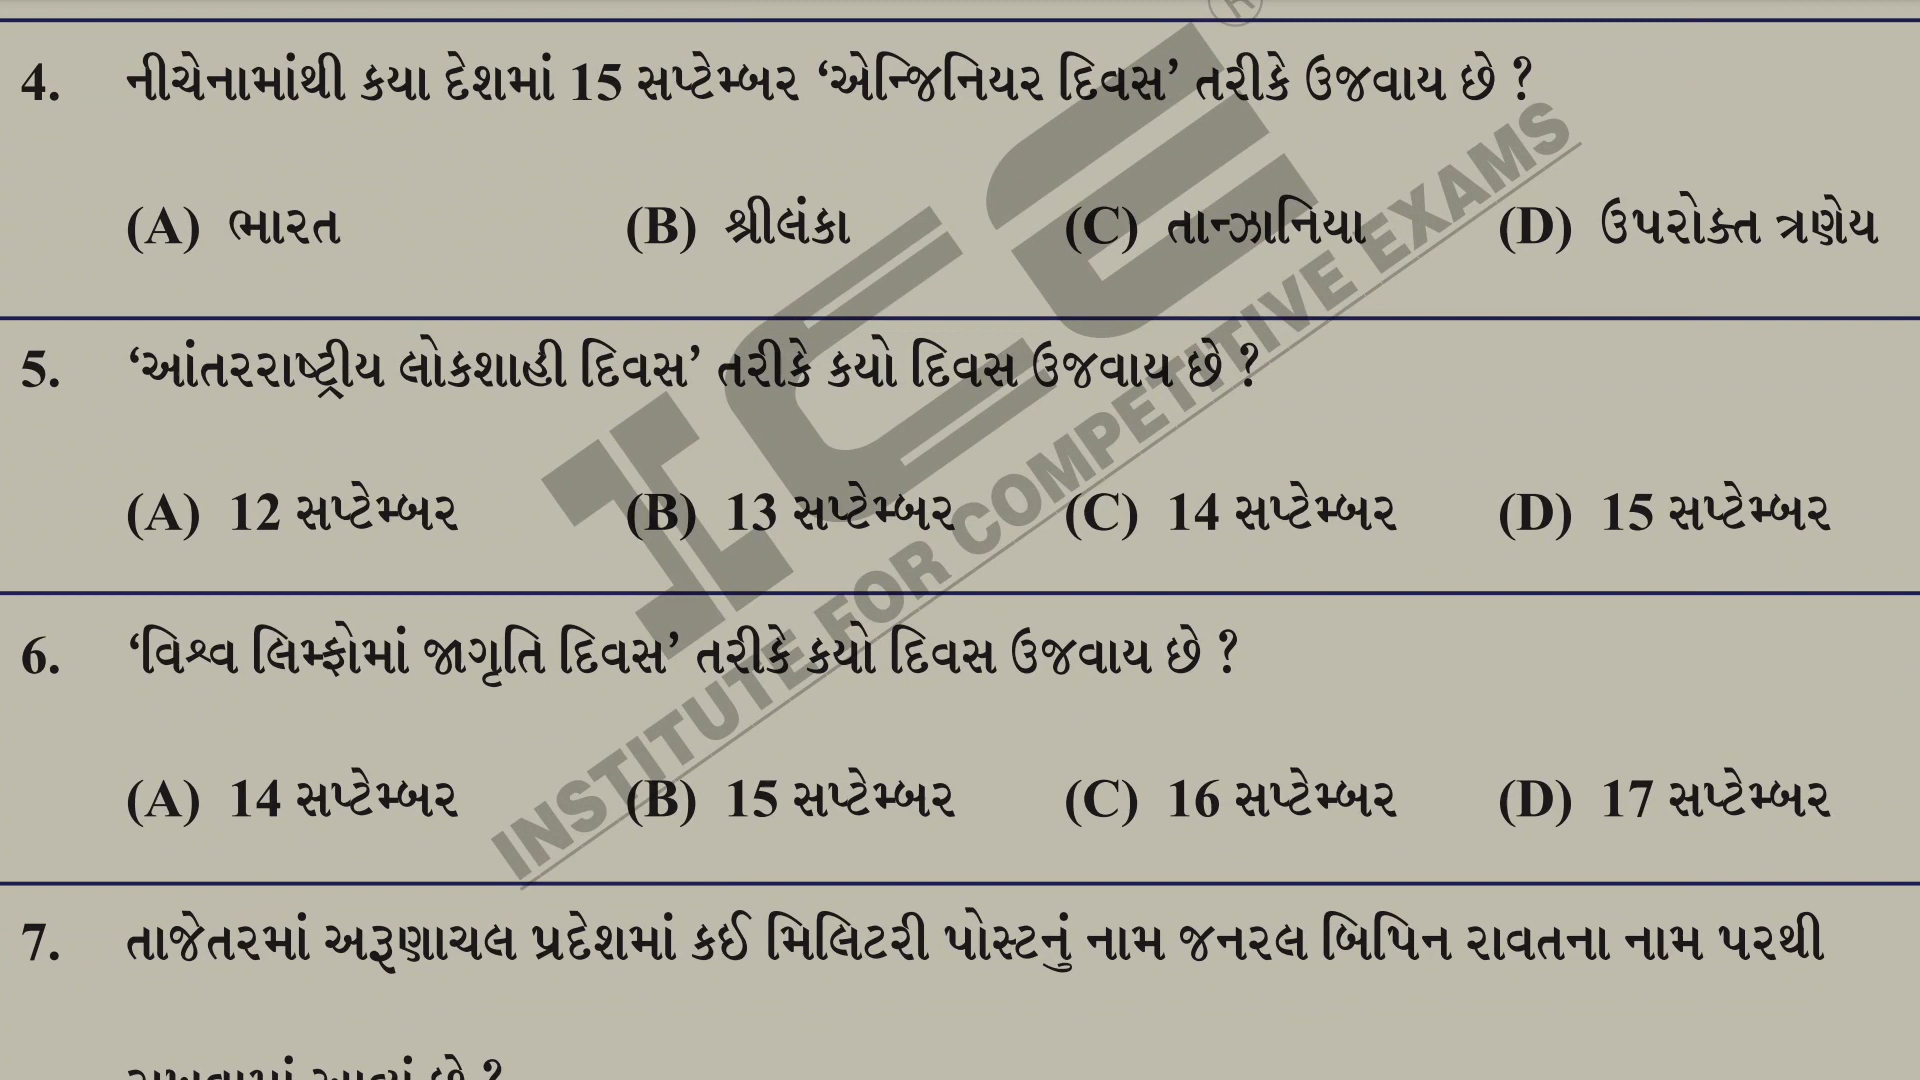 4. નીચેનામાંથી કયા દેશમાં 15 સપ્ટેમ્બર ‘એન્જિનિયર દિવસ’ તરીકે ઉજવાય છે ?
(A) ભારત (B) શ્રીલંકા (C) તાન્ઝાનિયા (D) ઉપરોક્ત ત્રણેય
5. ‘આંતરરાષ્ટ્રીય લોકશાહી દિવસ’ તરીકે કયો દિવસ ઉજવાય છે ?
(A) 12 સપ્ટેમ્બર (B) 13 સપ્ટેમ્બર (C) 14 સપ્ટેમ્બર (D) 15 સપ્ટેમ્બર
6. ‘વિશ્વ લિમ્ફોમાં જાગૃતિ દિવસ’ તરીકે કયો દિવસ ઉજવાય છે ?
(A) 14 સપ્ટેમ્બર (B) 15 સપ્ટેમ્બર (C) 16 સપ્ટેમ્બર (D) 17 સપ્ટેમ્બર
7. તાજેતરમાં અરૂણાચલ પ્રદેશમાં કઈ મિલિટરી પોસ્ટનું નામ જનરલ બિપિન રાવતના નામ પરથી
ICE ®
INSTITUTE FOR COMPETITIVE EXAMS